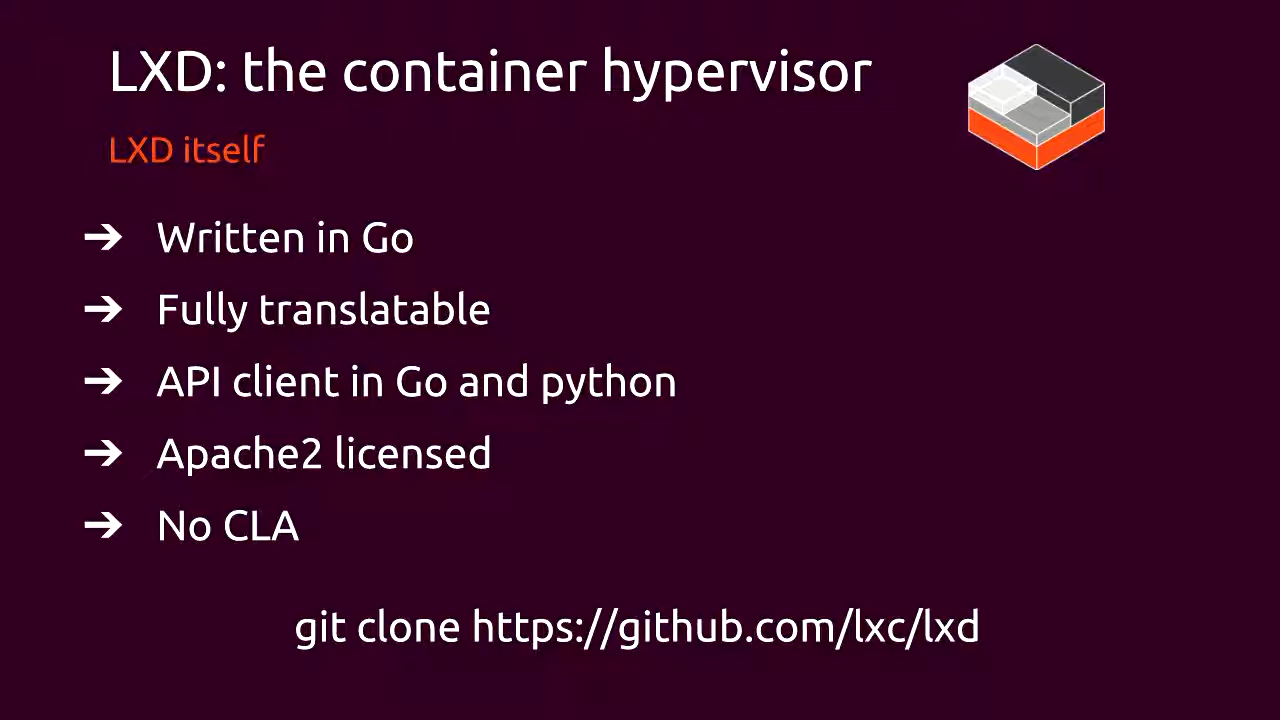 LXD: the container hypervisor
LXD itself
➔ Written in Go
➔ Fully translatable
➔ API client in Go and python
➔ Apache2 licensed
➔ No CLA
git clone https://github.com/lxc/lxd